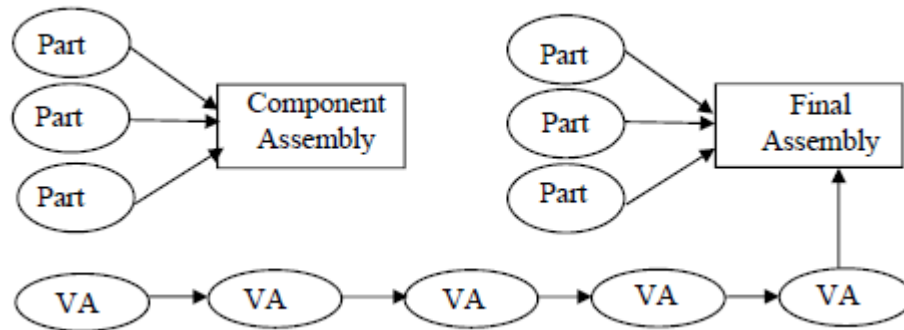 Part
Part
Part
Component
Assembly
Part
Part
Part
Final
Assembly
VA
VA
VA
VA
VA